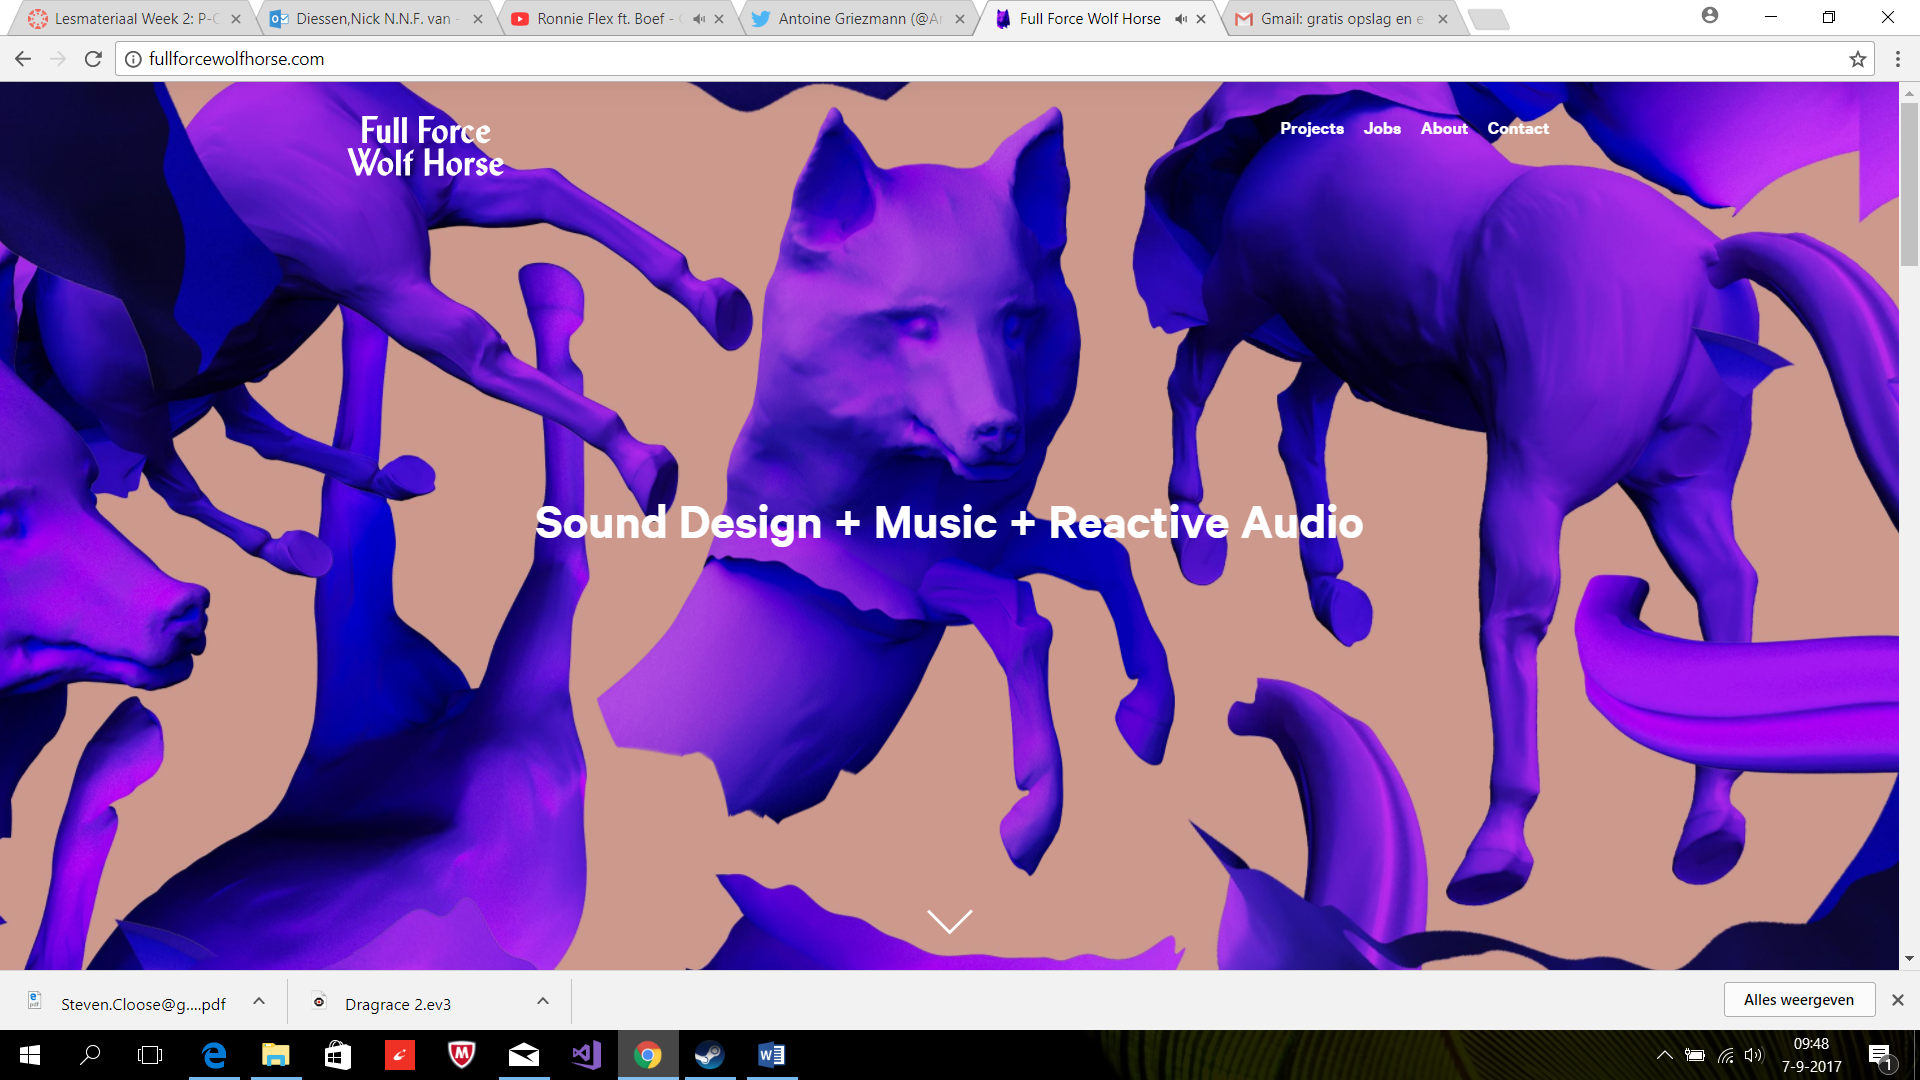 Lesmateriaal Week 2: P-C
Diessen,Nick N.N.F. van -
Ronnie Flex ft. Boef -
Antoine Griezmann (@A
Full Force Wolf Horse
Gmail: gratis opslag en e
fullforcewolfhorse.com
Full Force
Wolf Horse
Projects Jobs About Contact
Sound Design + Music + Reactive Audio
Steven.Cloose@g....pdf
Dragrace 2.ev3
Alles weergeven
09:48
7-9-2017
1